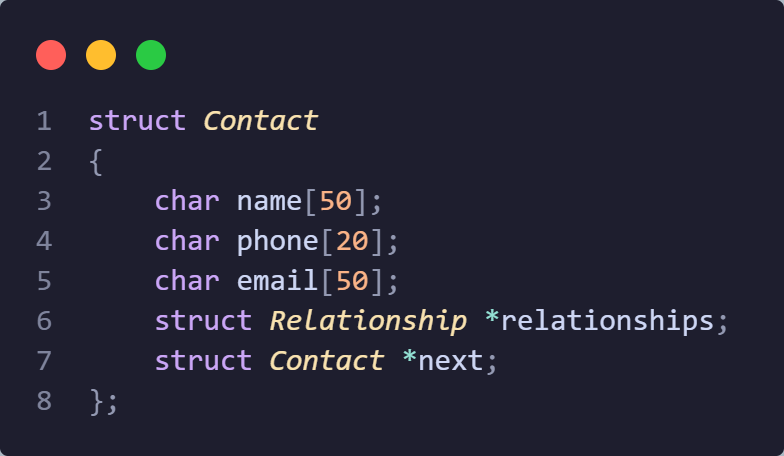 1 struct Contact
2 {
3     char name[50];
4     char phone[20];
5     char email[50];
6     struct Relationship *relationships;
7     struct Contact *next;
8 };